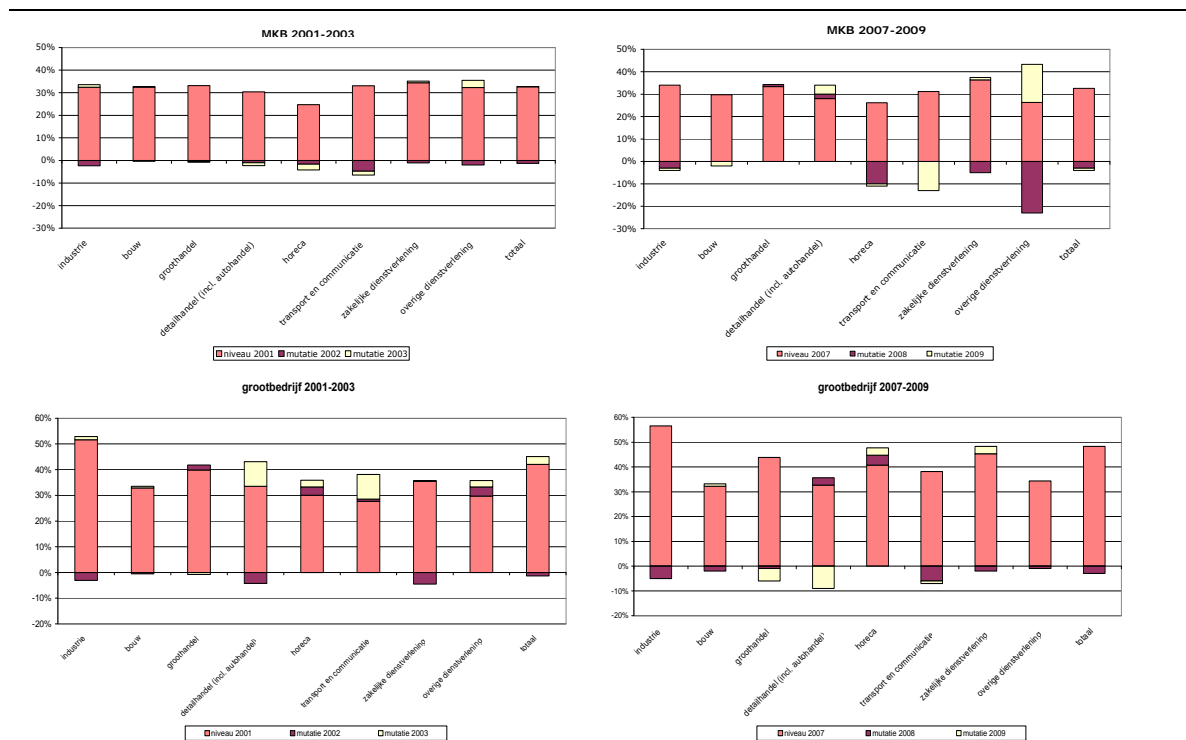 MKB 2001-2003
50%
40%
30%
20%
10%
0%
-10%
-20%
-30%
industrie
bouw
groothandel
detailhandel (incl. autohandel)
horeca
transport en communicatie
zakelijke dienstverlening
overige dienstverlening
totaal
niveau 2001 mutatie 2002 mutatie 2003
MKB 2007-2009
50%
40%
30%
20%
10%
0%
-10%
-20%
-30%
industrie
bouw
groothandel
detailhandel (incl. autohandel)
horeca
transport en communicatie
zakelijke dienstverlening
overige dienstverlening
totaal
niveau 2007 mutatie 2008 mutatie 2009
grootbedrijf 2001-2003
60%
50%
40%
30%
20%
10%
0%
-10%
-20%
industrie
bouw
groothandel
detailhandel (incl. autohandel)
horeca
transport en communicatie
zakelijke dienstverlening
overige dienstverlening
totaal
niveau 2001 mutatie 2002 mutatie 2003
grootbedrijf 2007-2009
60%
50%
40%
30%
20%
10%
0%
-10%
-20%
industrie
bouw
groothandel
detailhandel (incl. autohandel)
horeca
transport en communicatie
zakelijke dienstverlening
overige dienstverlening
totaal
niveau 2007 mutatie 2008 mutatie 2009